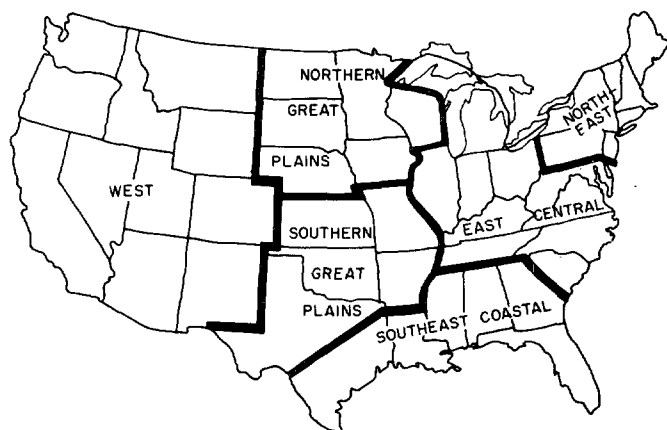 NORTHERN
GREAT
PLAINS
NORTH-
EAST
WEST
SOUTHERN
GREAT
PLAINS
EAST CENTRAL
SOUTHEAST COASTAL